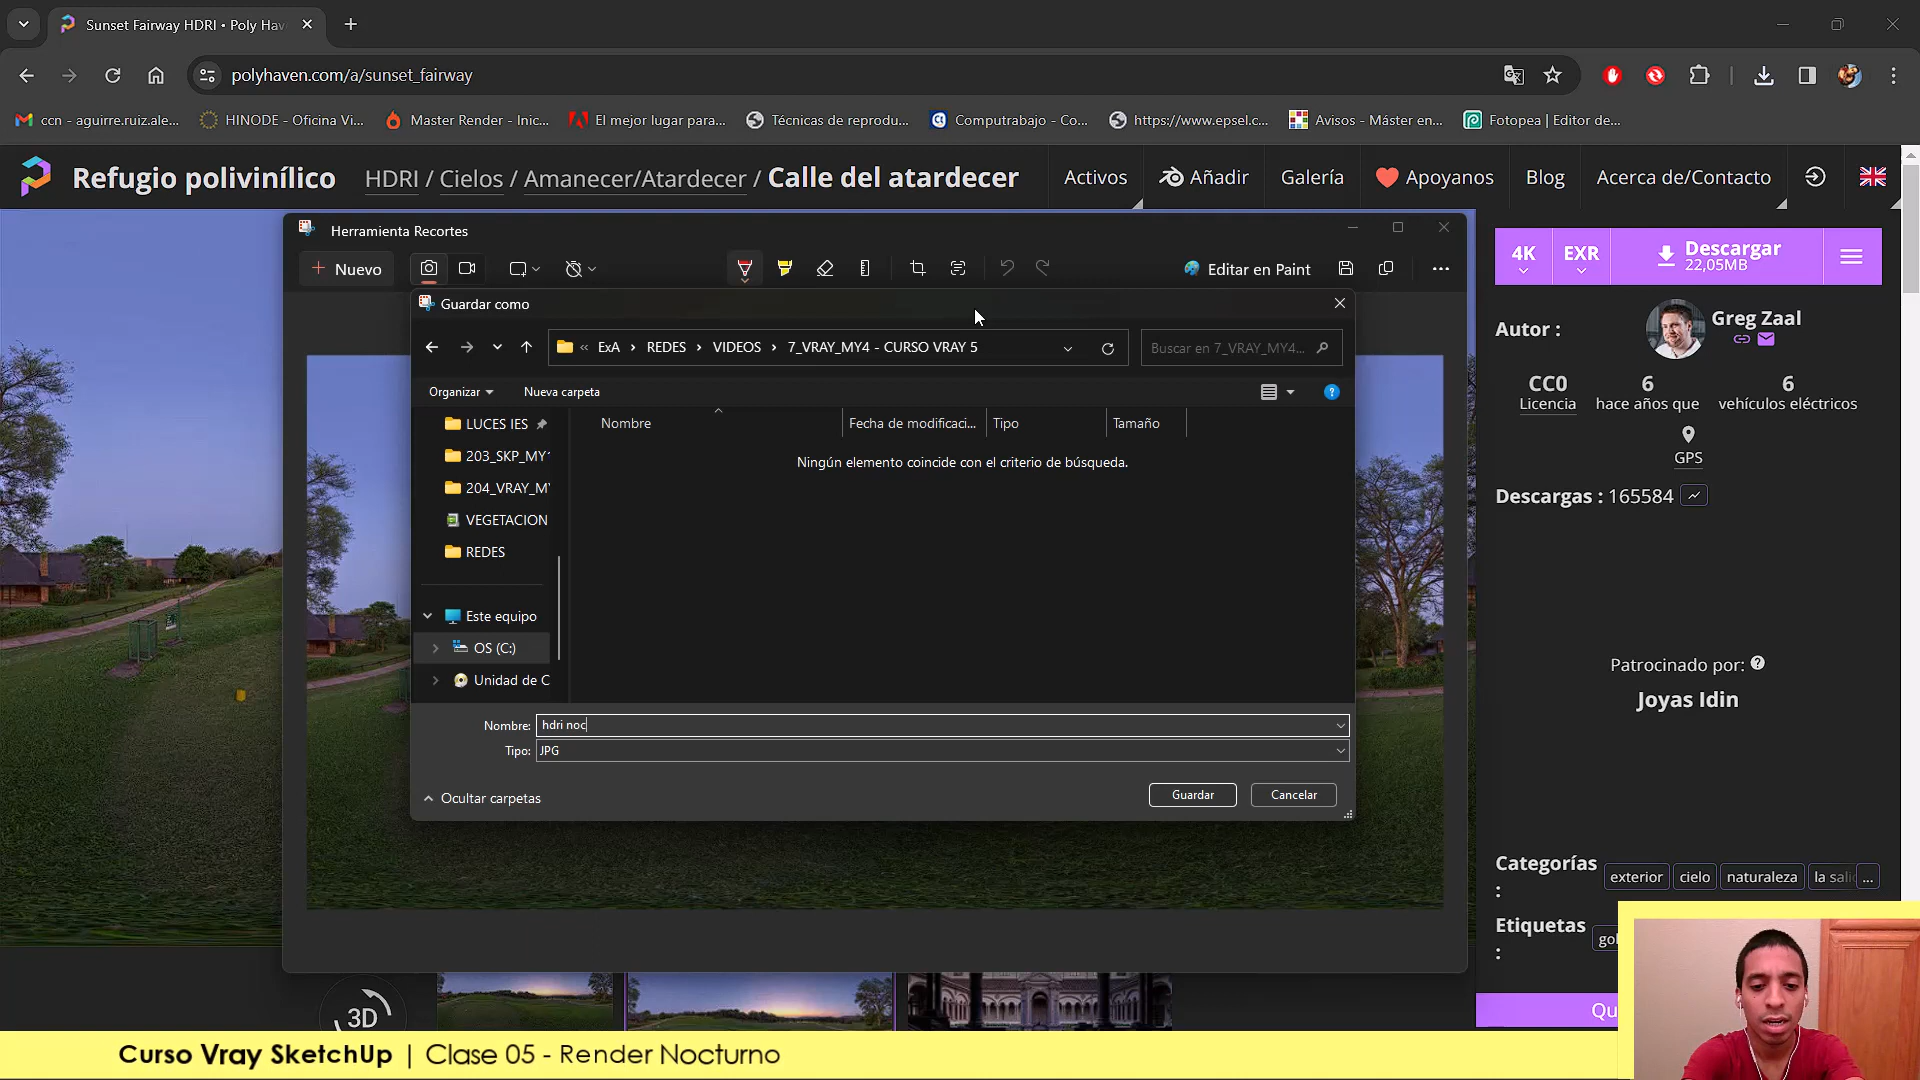 Sunset Fairway HDRI • Poly Hav
polyhaven.com/a/sunset_fairway
ccn - aguirre.ruiz.ale...
HINODE - Oficina Vi...
Master Render - Inic...
El mejor lugar para...
Técnicas de reprodu...
Computrabajo - Co...
https://www.epsel.c...
Avisos - Máster en...
Fotopea | Editor de...
Refugio polivinílico
HDRI / Cielos / Amanecer/Atardecer / Calle del atardecer
Activos
Añadir
Galería
Apoyanos
Blog
Acerca de/Contacto
Herramienta Recortes
Nuevo
Editar en Paint
Guardar como
« ExA › REDES › VIDEOS › 7_VRAY_MY4 - CURSO VRAY 5
Buscar en 7_VRAY_MY4...
Organizar
Nueva carpeta
LUCES IES
203_SKP_MY1
204_VRAY_MY
VEGETACION
REDES
Este equipo
OS (C:)
Unidad de C
Nombre
Fecha de modificaci...
Tipo
Tamaño
Ningún elemento coincide con el criterio de búsqueda.
Nombre: hdri noc
Tipo: JPG
Ocultar carpetas
Guardar
Cancelar
4K
EXR
Descargar
22,05MB
Autor :
Greg Zaal
CC0
Licencia
6
hace años que
6
vehículos eléctricos
GPS
Descargas : 165584
Patrocinado por:
Joyas Idin
Categorías
:
exterior
cielo
naturaleza
la sali
...
Etiquetas
:
gol
Qu
3D
Curso Vray SketchUp | Clase 05 - Render Nocturno